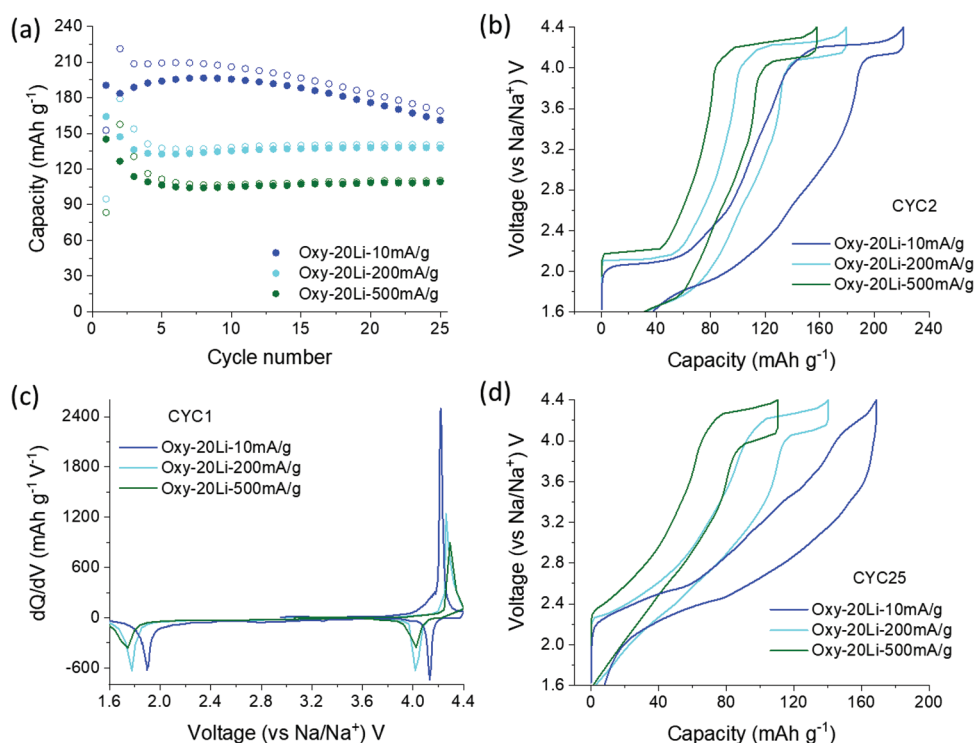 (a)
240
210
180
150
120
90
60
30
0
Capacity (mAh g⁻¹)
Oxy-20Li-10mA/g
Oxy-20Li-200mA/g
Oxy-20Li-500mA/g
0 5 10 15 20 25
Cycle number
(b)
4.4
3.6
2.8
2.0
1.2
Voltage (vs Na/Na⁺) V
CYC2
Oxy-20Li-10mA/g
Oxy-20Li-200mA/g
Oxy-20Li-500mA/g
0 40 80 120 160 200 240
Capacity (mAh g⁻¹)
(c)
2400
1800
1200
600
0
-600
dQ/dV (mAh g⁻¹ V⁻¹)
CYC1
Oxy-20Li-10mA/g
Oxy-20Li-200mA/g
Oxy-20Li-500mA/g
1.6 2.0 2.4 2.8 3.2 3.6 4.0 4.4
Voltage (vs Na/Na⁺) V
(d)
4.4
4.0
3.6
3.2
2.8
2.4
2.0
1.6
Voltage (vs Na/Na⁺) V
CYC25
Oxy-20Li-10mA/g
Oxy-20Li-200mA/g
Oxy-20Li-500mA/g
0 40 80 120 160 200
Capacity (mAh g⁻¹)